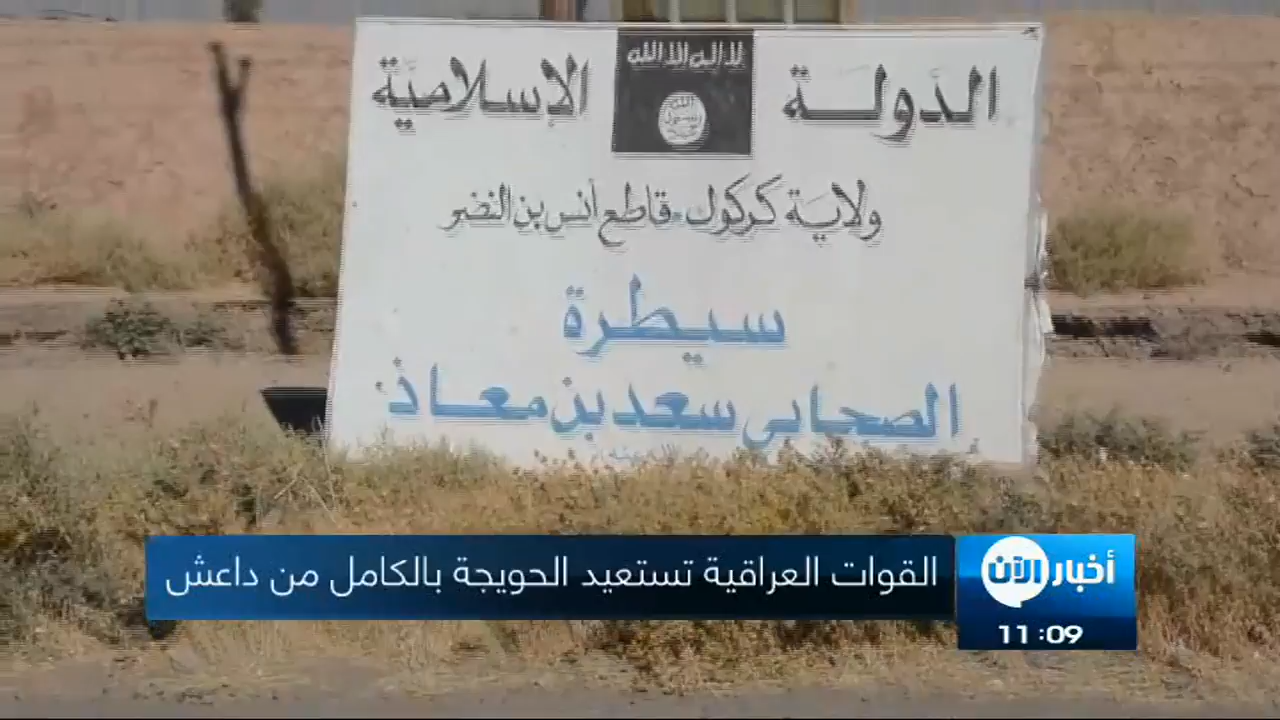 الدولة الإسلامية
لا إله إلا الله
الله
رسول
محمد
ولاية كركوك - قاطع أنس بن النضر
سيطرة
الصحابي سعد بن معاذ
القوات العراقية تستعيد الحويجة بالكامل من داعش
أخبار الآن
11:09